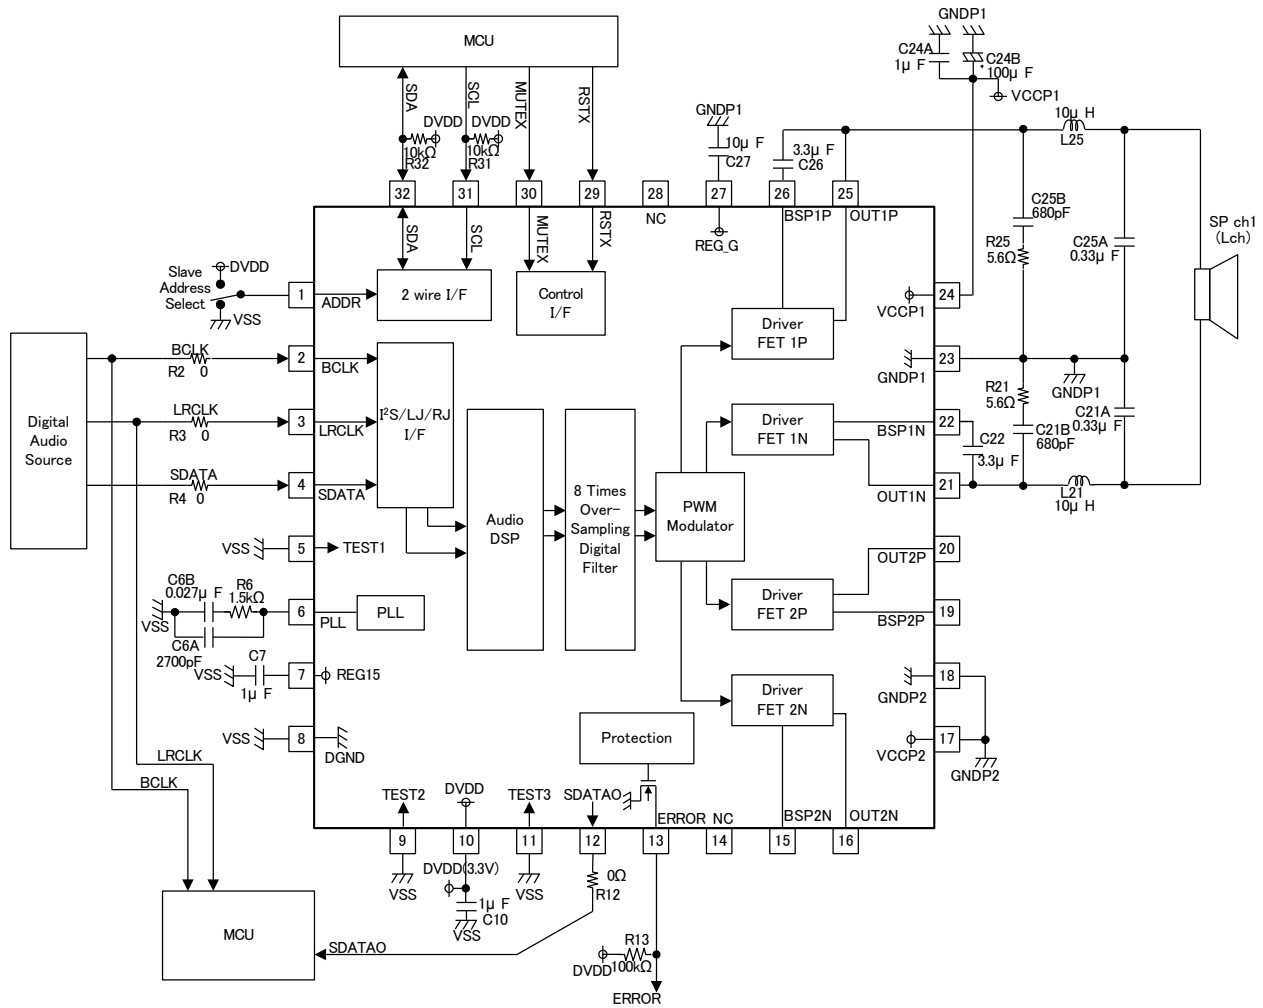 GNDP1
MCU
C24A
1μ F
C24B
100μ F
VCCP1
SDA
SCL
MUTEX
RSTX
DVDD
DVDD
10kΩ
R32
10kΩ
R31
GNDP1
10μ F
C27
3.3μ F
C26
10μ H
L25
32
31
30
29
28
27
26
25
NC
REG_G
BSP1P
OUT1P
SDA
SCL
MUTEX
RSTX
C25B
680pF
R25
5.6Ω
C25A
0.33μ F
SP ch1
(Lch)
Slave
Address
Select
DVDD
VSS
1
ADDR
2 wire I/F
Control
I/F
24
VCCP1
Driver
FET 1P
Digital
Audio
Source
BCLK
R2 0
2
BCLK
LRCLK
R3 0
3
LRCLK
SDATA
R4 0
4
SDATA
I²S/LJ/RJ
I/F
23
GNDP1
GNDP1
R21
5.6Ω
C21B
680pF
C21A
0.33μ F
Driver
FET 1N
22
BSP1N
C22
3.3μ F
21
OUT1N
L21
10μ H
Audio
DSP
8 Times
Over-
Sampling
Digital
Filter
PWM
Modulator
VSS
5
TEST1
20
OUT2P
C6B
0.027μ F
R6
1.5kΩ
VSS
C6A
2700pF
6
PLL
PLL
Driver
FET 2P
19
BSP2P
C7
VSS
1μ F
7
REG15
18
GNDP2
Driver
FET 2N
VSS
8
DGND
Protection
17
VCCP2
GNDP2
LRCLK
BCLK
TEST2
DVDD
TEST3
SDATAO
ERROR
NC
BSP2N
OUT2N
9
10
11
12
13
14
15
16
VSS
DVDD(3.3V)
1μ F
C10
VSS
VSS
0Ω
R12
MCU
SDATAO
R13
DVDD
100kΩ
ERROR